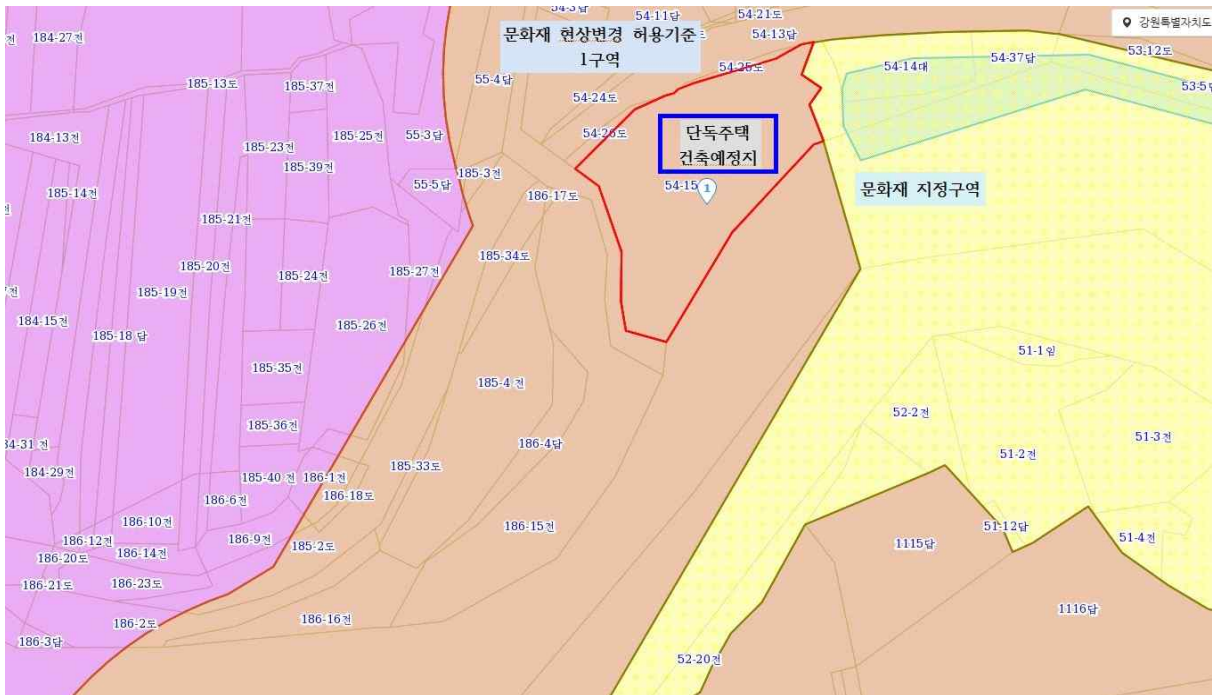 54-3답
54-11답
54-21도
강원특별자치도
184-27전
문화재 현상변경 허용기준
1구역
54-13답
53-12도
54-37답
54-14대
54-25도
55-4답
185-13도
185-37전
54-24도
184-13전
185-25전
55-3답
54-26도
단독주택
건축예정지
185-23전
185-39전
185-3전
55-5답
54-15
1
문화재 지정구역
185-14전
186-17도
185-21전
185-34도
185-20전
185-24전
185-27전
185-19전
184-15전
185-26전
185-18 답
51-1임
185-35전
185-4 전
52-2전
185-36전
186-4답
51-3전
51-2전
184-29전
185-33도
185-40 전
186-1전
186-18도
186-6전
186-10전
186-15전
51-12답
186-12전
186-9전
51-4전
186-14전
185-2도
1115답
186-20도
186-21도
186-23도
1116답
186-2도
186-16전
186-3답
52-20전